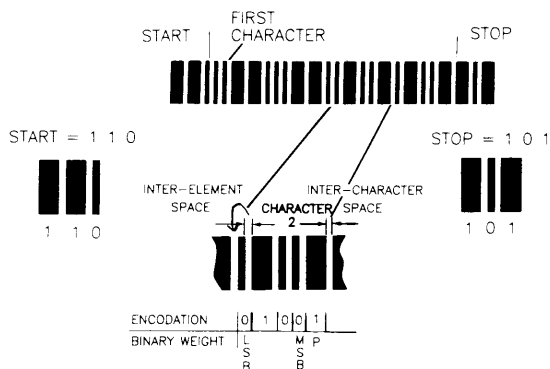 FIRST
START CHARACTER STOP
START = 1 1 0
STOP = 1 0 1
INTER-ELEMENT
SPACE
CHARACTER
2
INTER-CHARACTER
SPACE
1 1 0
1 0 1
ENCODATION 0 1 0 0 1
BINARY WEIGHT L S B M S B P